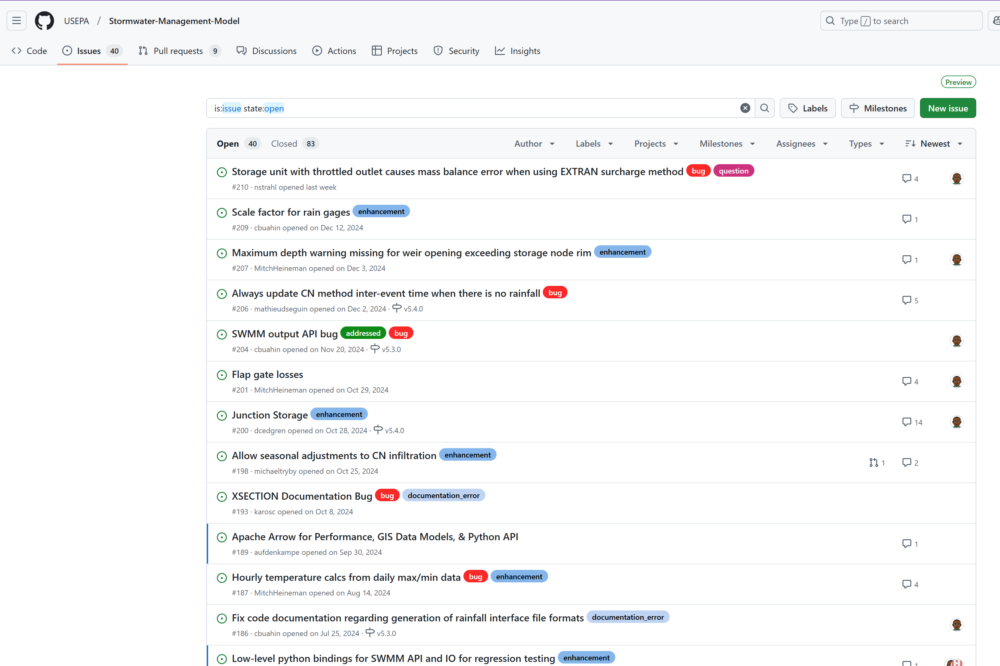 USEPA / Stormwater-Management-Model
Type / to search
Code
Issues 40
Pull requests 9
Discussions
Actions
Projects
Security
Insights
Preview
is:issue state:open
Labels
Milestones
New issue
Open 40 Closed 83 Author Labels Projects Milestones Assignees Types Newest
Storage unit with throttled outlet causes mass balance error when using EXTRAN surcharge method bug question
4
#210 · nstrahl opened last week
Scale factor for rain gages enhancement
1
#209 · cbuahin opened on Dec 12, 2024
Maximum depth warning missing for weir opening exceeding storage node rim enhancement
1
#207 · MitchHeineman opened on Dec 3, 2024
Always update CN method inter-event time when there is no rainfall bug
5
#206 · mathieudseguin opened on Dec 2, 2024 · v5.4.0
SWMM output API bug addressed bug
#204 · cbuahin opened on Nov 20, 2024 · v5.3.0
Flap gate losses
4
#201 · MitchHeineman opened on Oct 29, 2024
Junction Storage enhancement
14
#200 · dcedgren opened on Oct 28, 2024 · v5.4.0
Allow seasonal adjustments to CN infiltration enhancement
1 2
#198 · michaeltryby opened on Oct 25, 2024
XSECTION Documentation Bug bug documentation_error
#193 · karosc opened on Oct 8, 2024
Apache Arrow for Performance, GIS Data Models, & Python API
1
#189 · aufdenkampe opened on Sep 30, 2024
Hourly temperature calcs from daily max/min data bug enhancement
4
#187 · MitchHeineman opened on Aug 14, 2024
Fix code documentation regarding generation of rainfall interface file formats documentation_error
#186 · cbuahin opened on Jul 25, 2024 · v5.3.0
Low-level python bindings for SWMM API and IO for regression testing enhancement
1